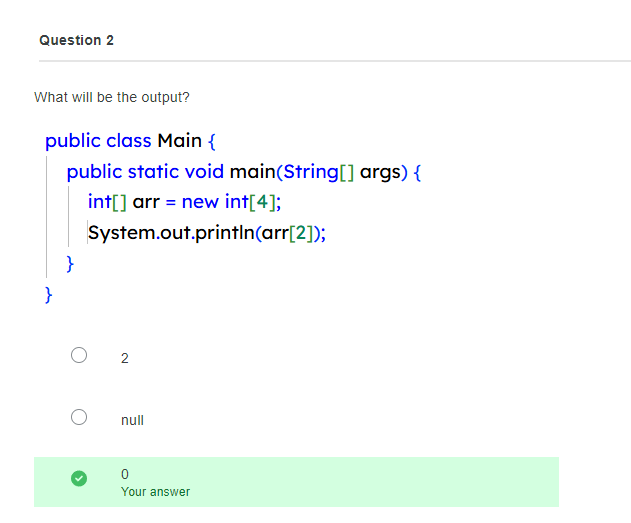 Question 2
What will be the output?
public class Main {
public static void main(String[] args) {
int[] arr = new int[4];
System.out.println(arr[2]);
}
}
2
null
0
Your answer